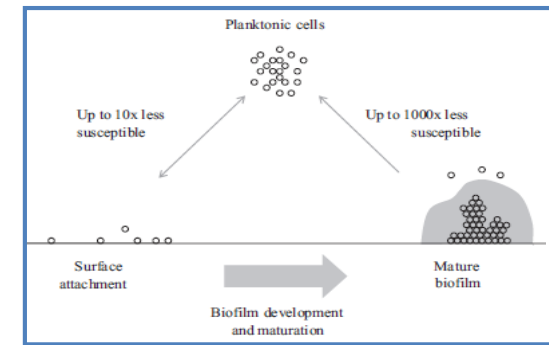 Planktonic cells
Up to 10x less
susceptible
Up to 1000x less
susceptible
Surface
attachment
Mature
biofilm
Biofilm development
and maturation